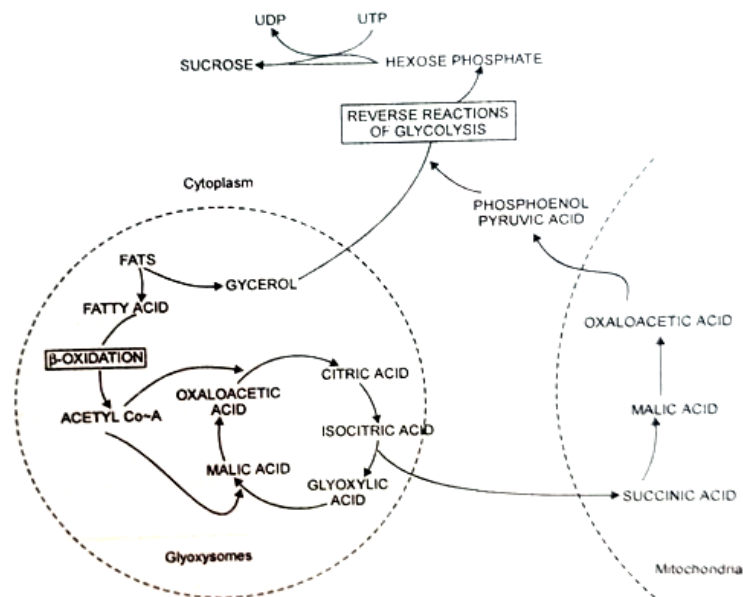 UDP UTP
SUCROSE HEXOSE PHOSPHATE
REVERSE REACTIONS
OF GLYCOLYSIS
Cytoplasm
PHOSPHOENOL
PYRUVIC ACID
FATS
GYCEROL
FATTY ACID
OXALOACETIC ACID
β-OXIDATION
CITRIC ACID
OXALOACETIC
ACID
ACETYL Co~A
MALIC ACID
ISOCITRIC ACID
MALIC ACID
GLYOXYLIC
ACID
SUCCINIC ACID
Glyoxysomes
Mitochondria